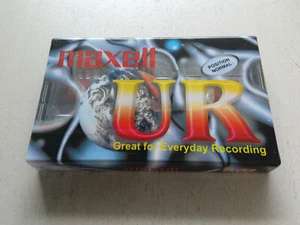 maxell
POSITION
NORMAL
UR
Great for Everyday Recording